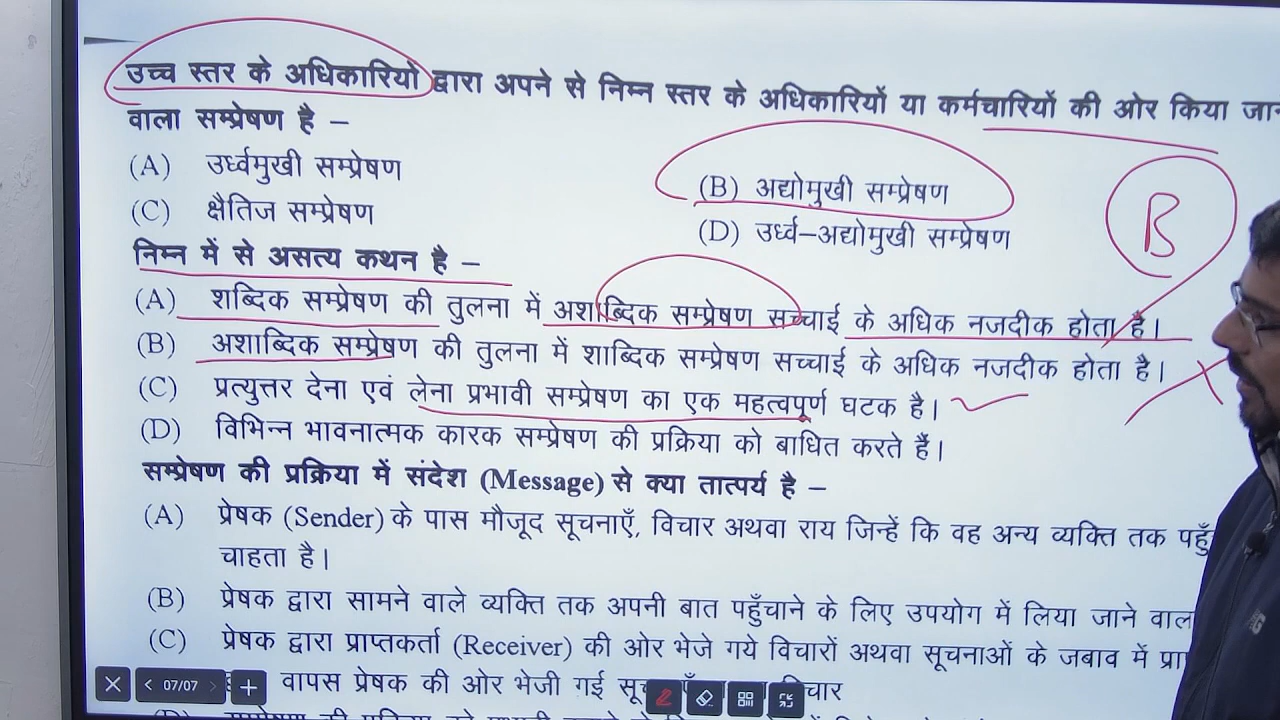 उच्च स्तर के अधिकारियो द्वारा अपने से निम्न स्तर के अधिकारियों या कर्मचारियों की ओर किया
वाला सम्प्रेषण है –
(A) उर्ध्वमुखी सम्प्रेषण
(B) अद्योमुखी सम्प्रेषण
(C) क्षैतिज सम्प्रेषण
(D) उर्ध्व–अद्योमुखी सम्प्रेषण
B
निम्न में से असत्य कथन है –
(A) शब्दिक सम्प्रेषण की तुलना में अशाब्दिक सम्प्रेषण सच्चाई के अधिक नजदीक होता है।
(B) अशाब्दिक सम्प्रेषण की तुलना में शाब्दिक सम्प्रेषण सच्चाई के अधिक नजदीक होता है।
(C) प्रत्युत्तर देना एवं लेना प्रभावी सम्प्रेषण का एक महत्वपूर्ण घटक है।
(D) विभिन्न भावनात्मक कारक सम्प्रेषण की प्रक्रिया को बाधित करते हैं।
सम्प्रेषण की प्रक्रिया में संदेश (Message) से क्या तात्पर्य है –
(A) प्रेषक (Sender) के पास मौजूद सूचनाएँ, विचार अथवा राय जिन्हें कि वह अन्य व्यक्ति तक
चाहता है।
(B) प्रेषक द्वारा सामने वाले व्यक्ति तक अपनी बात पहुँचाने के लिए उपयोग में लिया जाने
(C) प्रेषक द्वारा प्राप्तकर्ता (Receiver) की ओर भेजे गये विचारों अथवा सूचनाओं के जबाव में
वापस प्रेषक की ओर भेजी गई
07/07